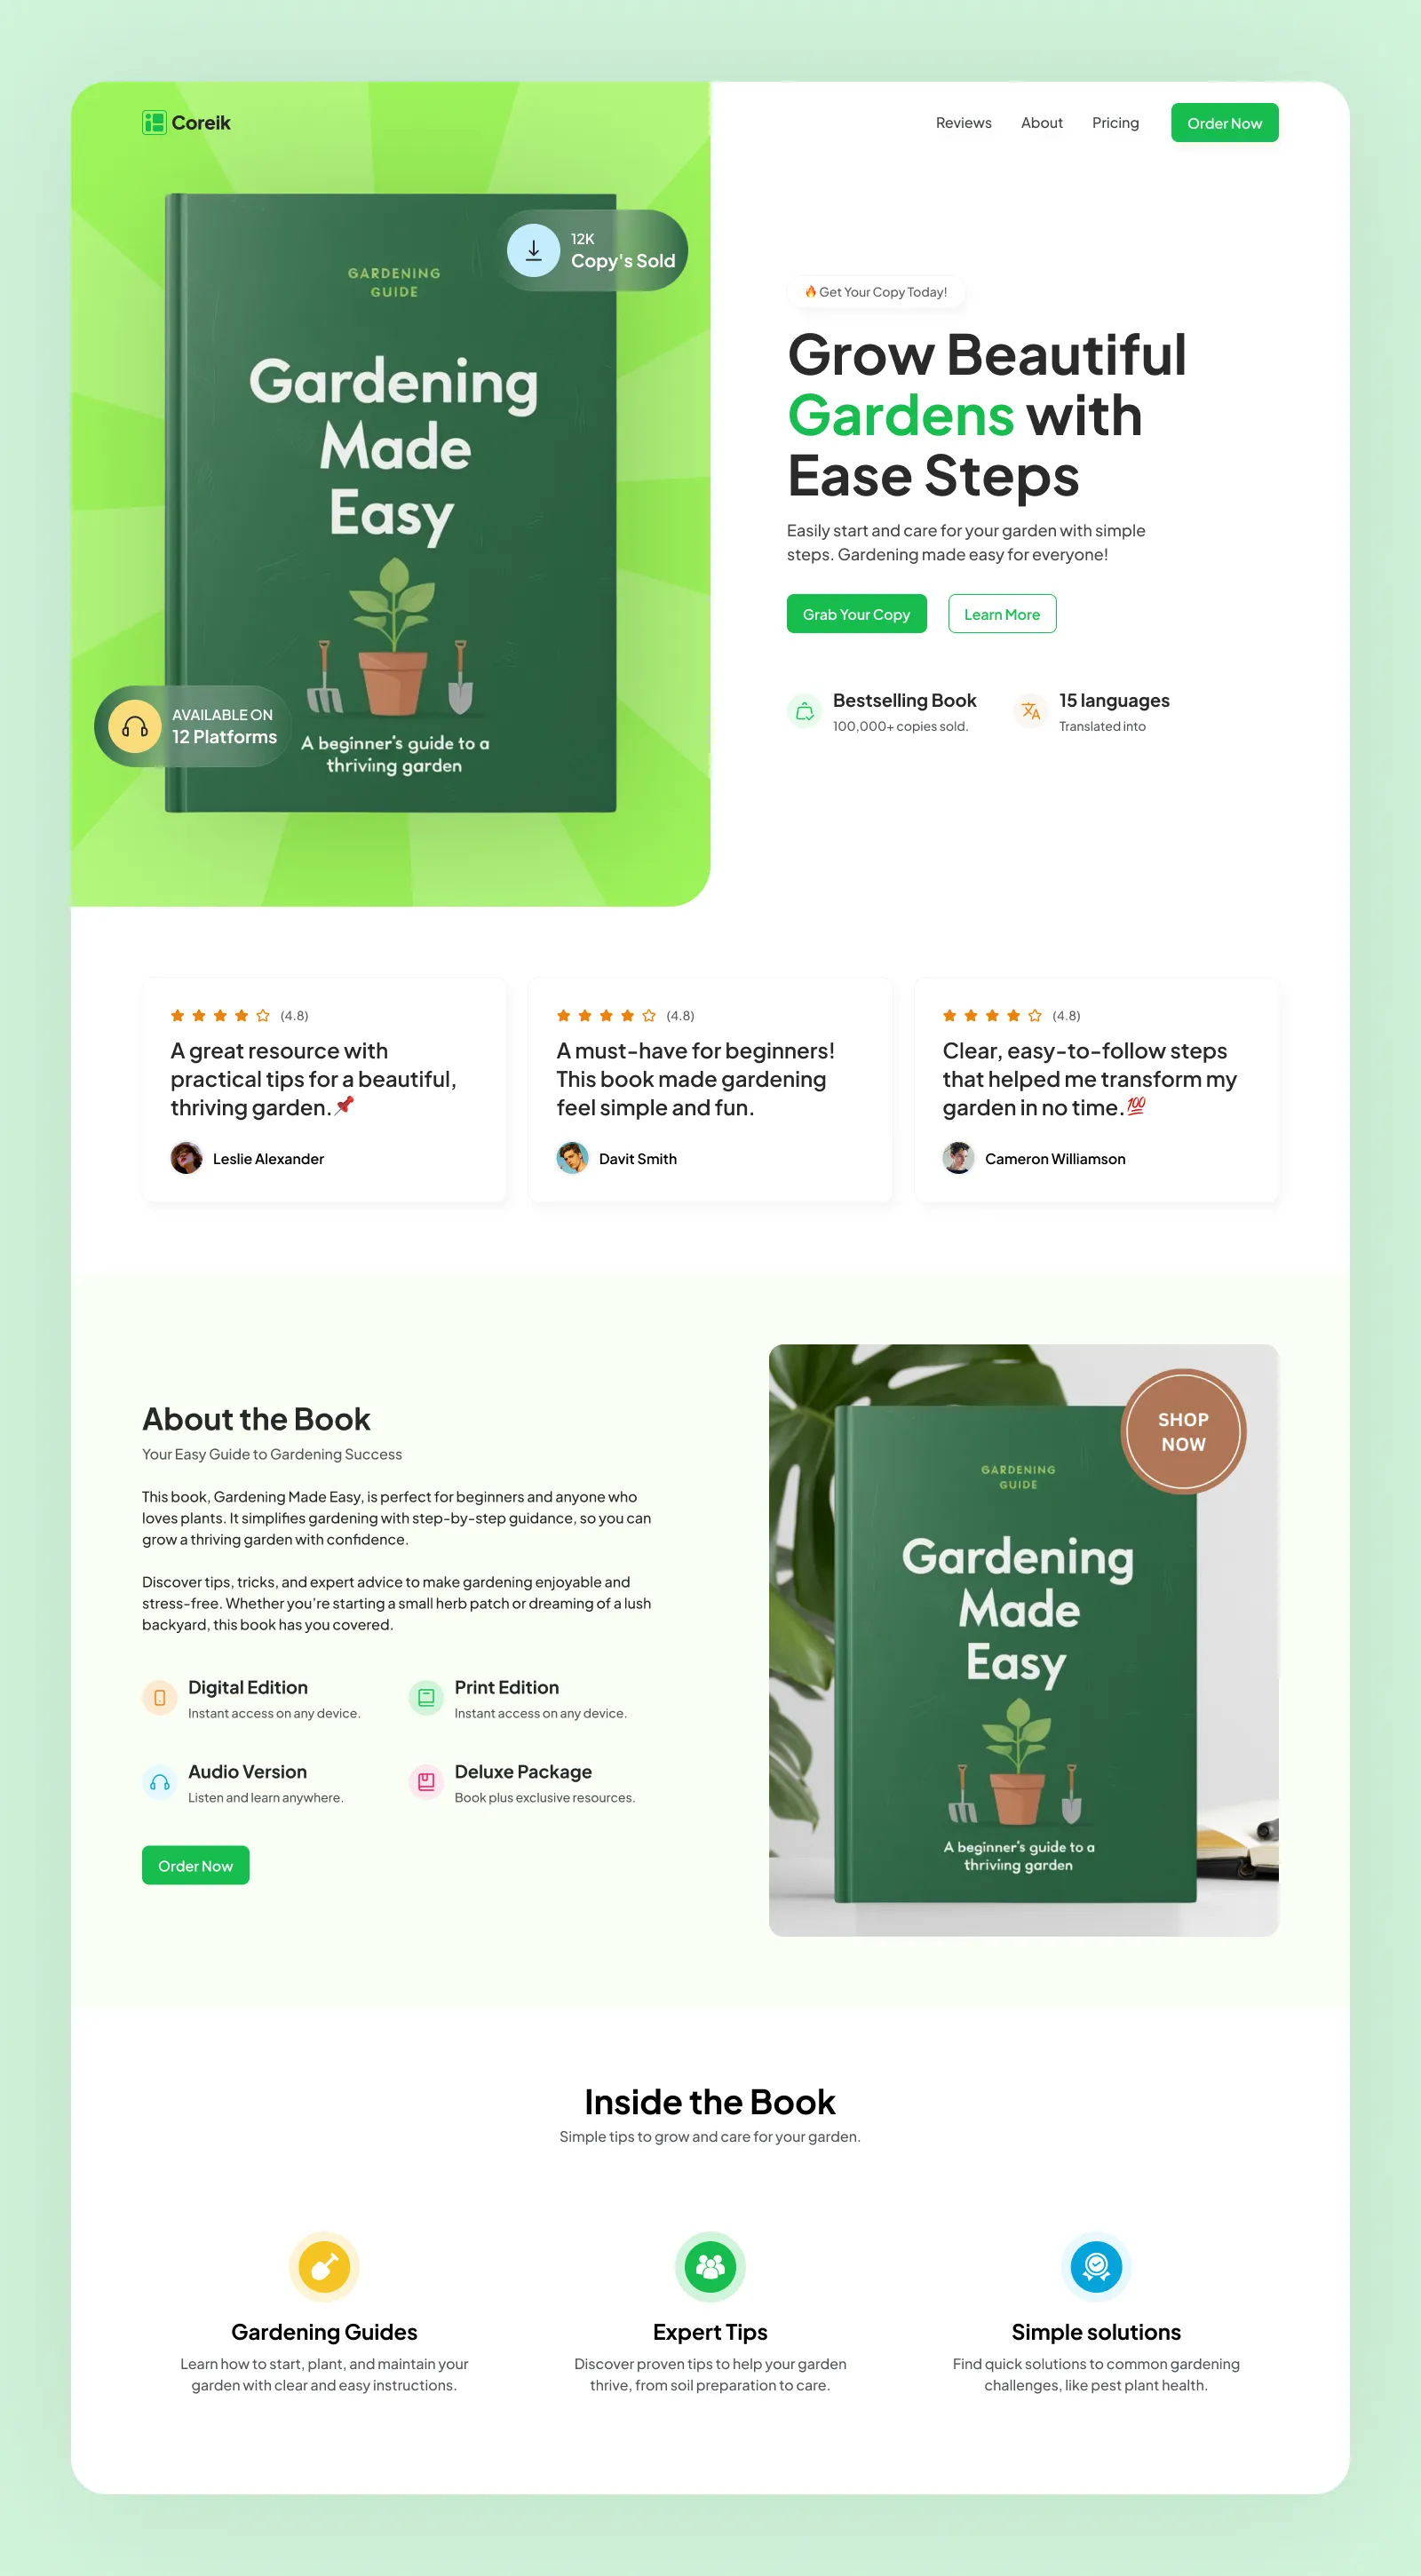 Coreik
Reviews
About
Pricing
Order Now
12K
Copy's Sold
GARDENING
GUIDE
Gardening
Made
Easy
AVAILABLE ON
12 Platforms
A beginner's guide to a
thriviing garden
🔥 Get Your Copy Today!
Grow Beautiful
Gardens with
Ease Steps
Easily start and care for your garden with simple
steps. Gardening made easy for everyone!
Grab Your Copy
Learn More
Bestselling Book
100,000+ copies sold.
15 languages
Translated into
(4.8)
A great resource with
practical tips for a beautiful,
thriving garden.📌
Leslie Alexander
(4.8)
A must-have for beginners!
This book made gardening
feel simple and fun.
Davit Smith
(4.8)
Clear, easy-to-follow steps
that helped me transform my
garden in no time.💯
Cameron Williamson
About the Book
Your Easy Guide to Gardening Success
This book, Gardening Made Easy, is perfect for beginners and anyone who
loves plants. It simplifies gardening with step-by-step guidance, so you can
grow a thriving garden with confidence.
Discover tips, tricks, and expert advice to make gardening enjoyable and
stress-free. Whether you're starting a small herb patch or dreaming of a lush
backyard, this book has you covered.
Digital Edition
Instant access on any device.
Print Edition
Instant access on any device.
Audio Version
Listen and learn anywhere.
Deluxe Package
Book plus exclusive resources.
Order Now
SHOP
NOW
GARDENING
GUIDE
Gardening
Made
Easy
A beginner's guide to a
thriviing garden
Inside the Book
Simple tips to grow and care for your garden.
Gardening Guides
Learn how to start, plant, and maintain your
garden with clear and easy instructions.
Expert Tips
Discover proven tips to help your garden
thrive, from soil preparation to care.
Simple solutions
Find quick solutions to common gardening
challenges, like pest plant health.